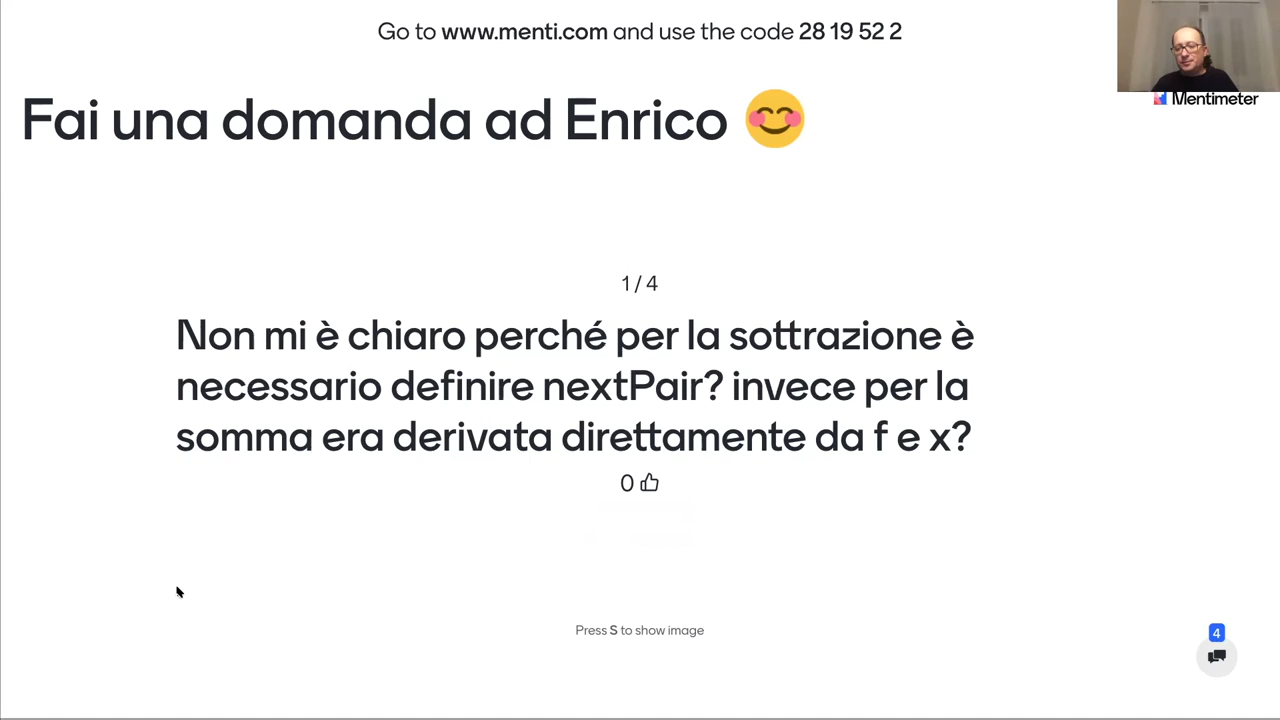 Go to www.menti.com and use the code 28 19 52 2
Mentimeter
Fai una domanda ad Enrico 😊
1 / 4
Non mi è chiaro perché per la sottrazione è
necessario definire nextPair? invece per la
somma era derivata direttamente da f e x?
0
Press S to show image
4